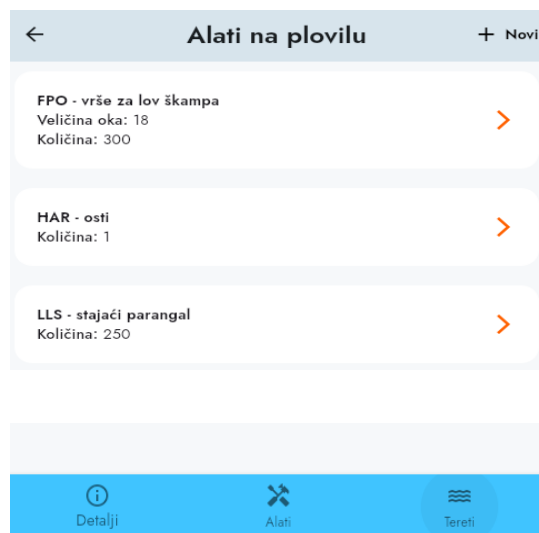 Alati na plovilu
Novi
FPO - vrše za lov škampa
Veličina oka: 18
Količina: 300
HAR - osti
Količina: 1
LLS - stajaći parangal
Količina: 250
Detalji
Alati
Tereti